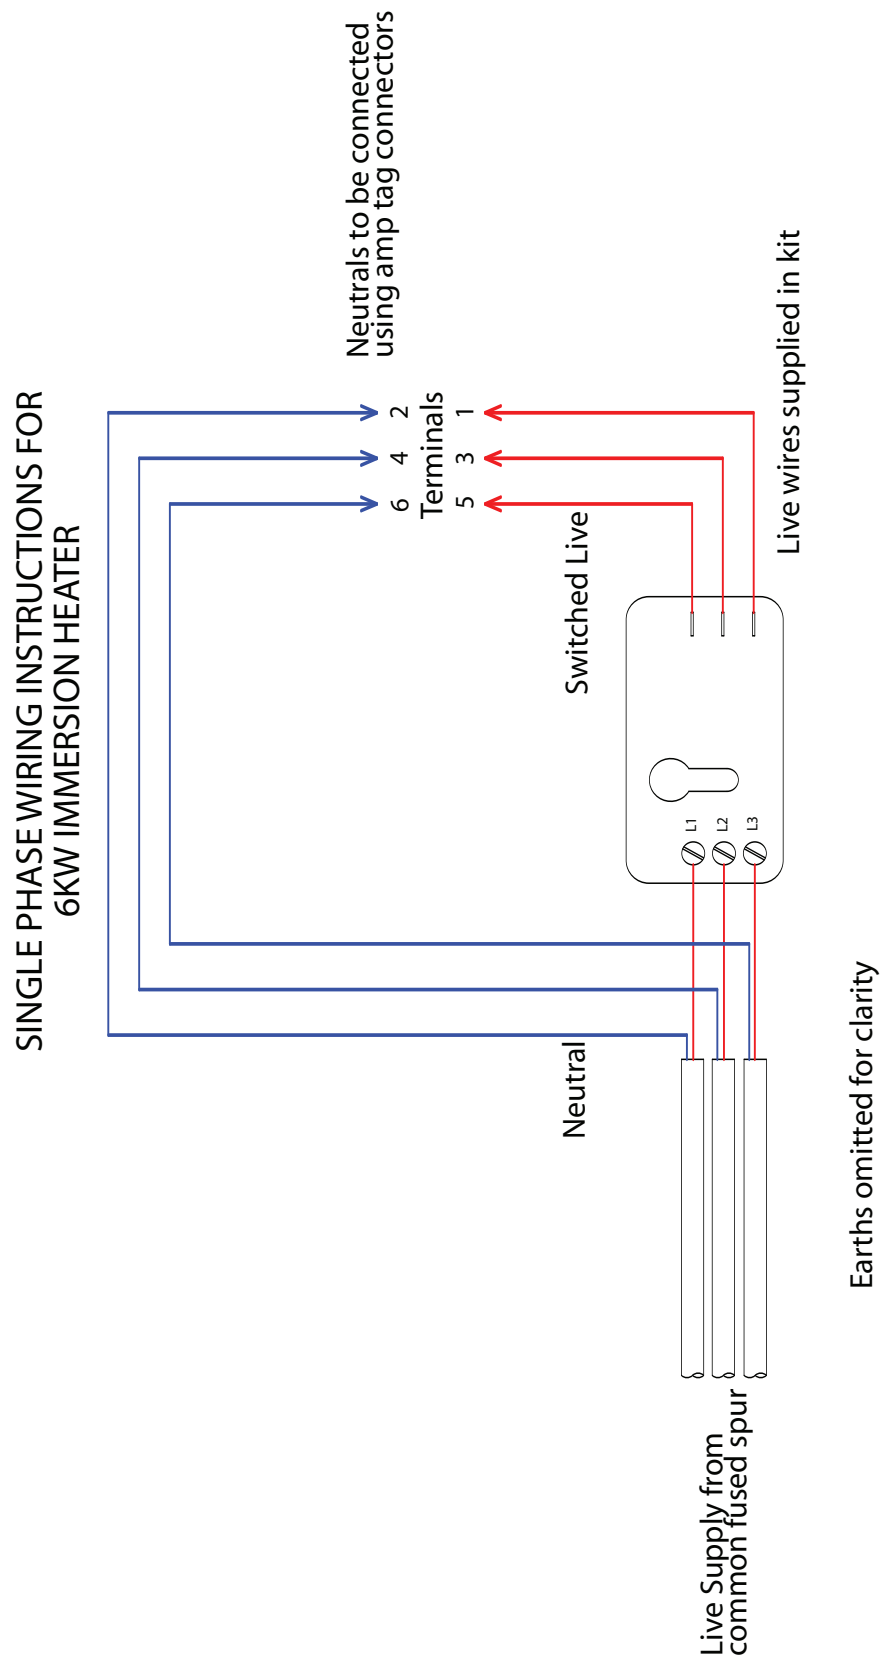 SINGLE PHASE WIRING INSTRUCTIONS FOR
6KW IMMERSION HEATER
Neutrals to be connected
using amp tag connectors
6 4 2
Terminals
5 3 1
Neutral
Switched Live
L1
L2
L3
Live Supply from
common fused spur
Live wires supplied in kit
Earths omitted for clarity